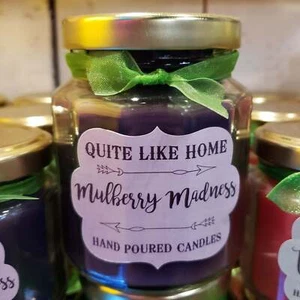 QUITE LIKE HOME
Mulberry Madness
HAND POURED CANDLES